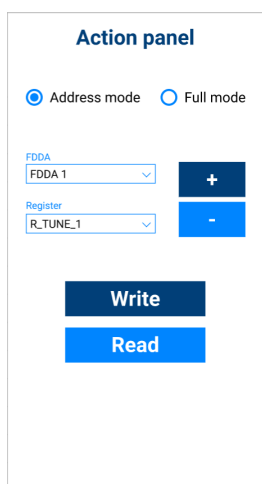 Action panel
Address mode Full mode
FDDA
FDDA 1
+
Register
R_TUNE_1
-
Write
Read